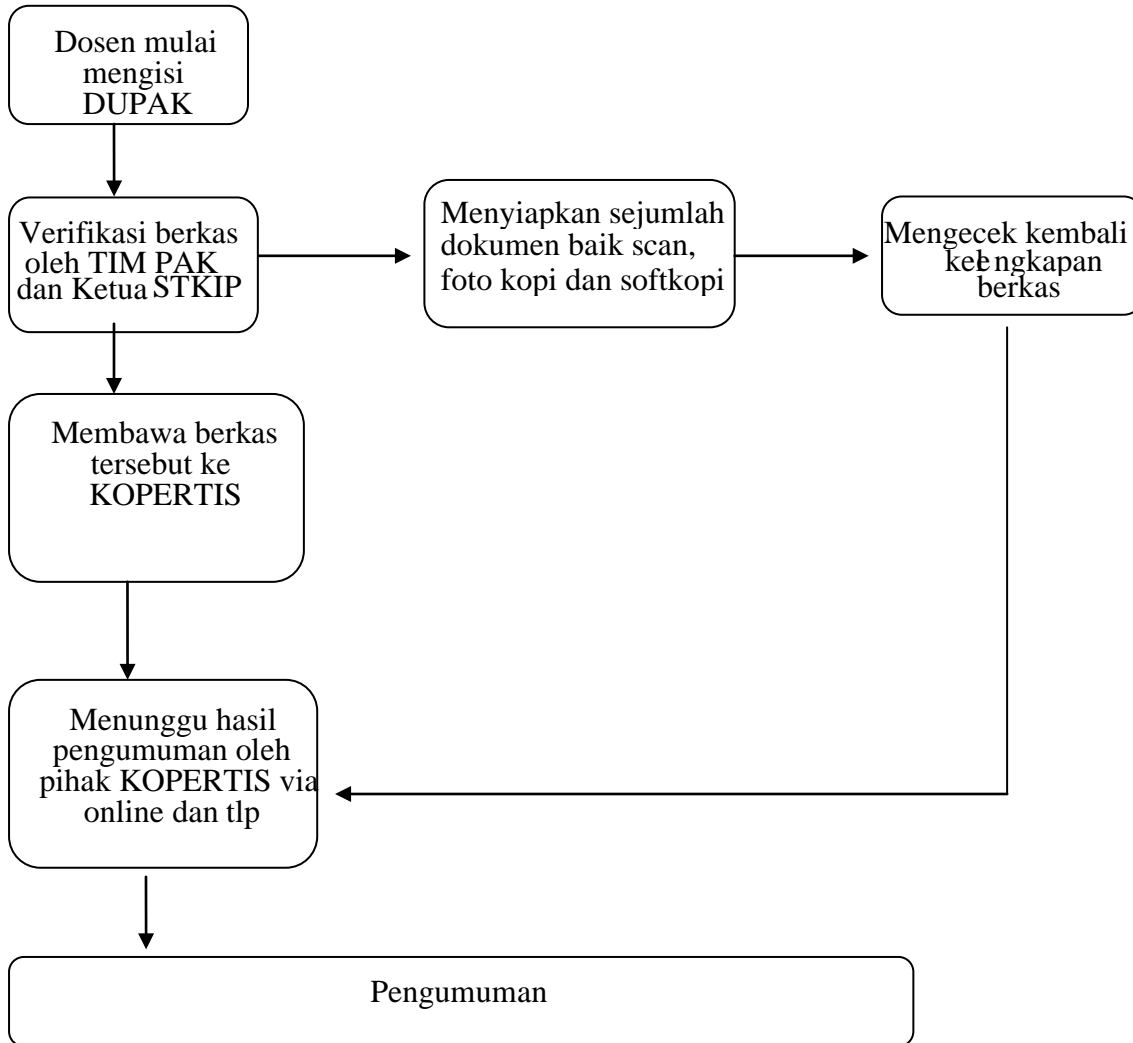 Dosen mulai
mengisi
DUPAK
Verifikasi berkas
oleh TIM PAK
dan Ketua STKIP
Menyiapkan sejumlah
dokumen baik scan,
foto kopi dan softkopi
Mengecek kembali
kelengkapan
berkas
Membawa berkas
tersebut ke
KOPERTIS
Menunggu hasil
pengumuman oleh
pihak KOPERTIS via
online dan tlp
Pengumuman